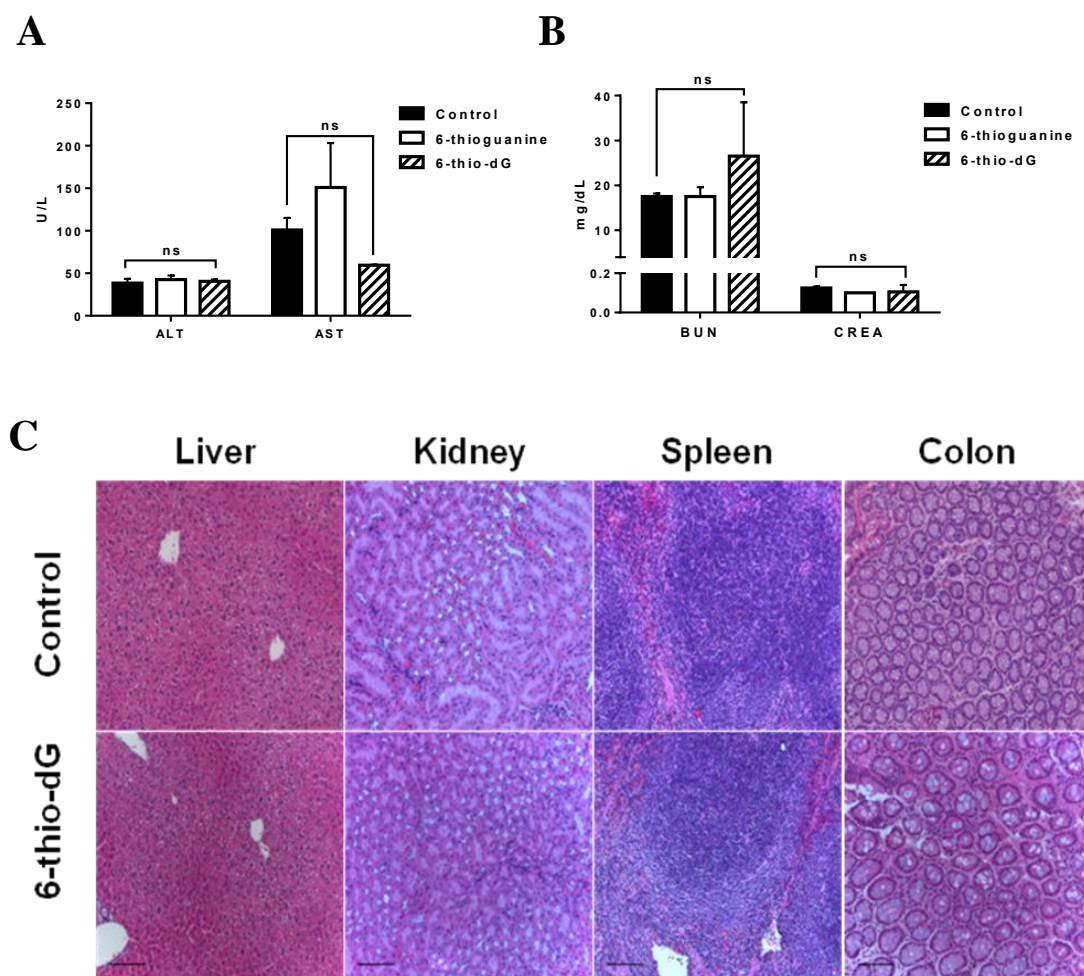 A
B
ns
250
200
150
100
50
0
U/L
ns
ns
ALT
AST
Control
6-thioguanine
6-thio-dG
40
30
20
10
0.2
0.0
mg/dL
ns
BUN
CREA
Control
6-thioguanine
6-thio-dG
C
Liver Kidney Spleen Colon
Control
6-thio-dG